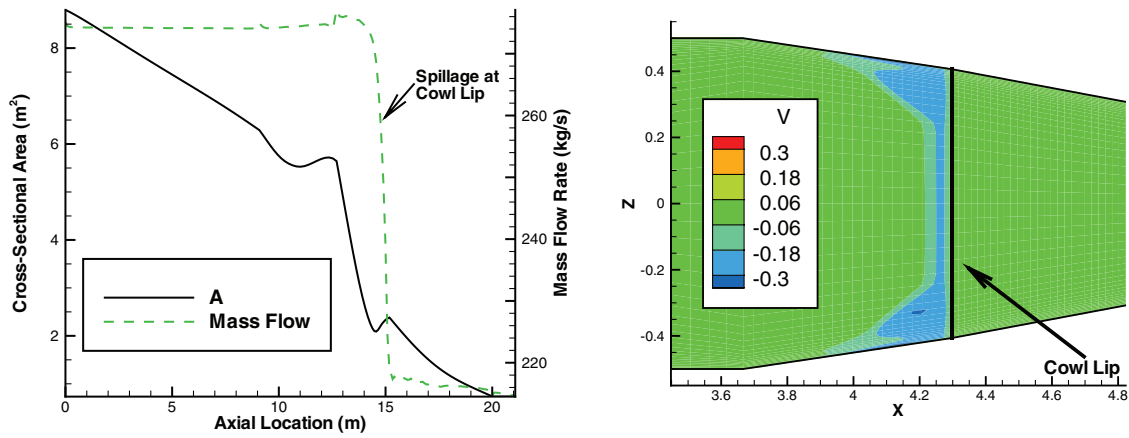 8
6
4
2
Cross-Sectional Area (m²)
0
5
10
15
20
Axial Location (m)
260
240
220
Mass Flow Rate (kg/s)
Spillage at
Cowl Lip
A
Mass Flow
0.4
0.2
0
-0.2
-0.4
Z
V
0.3
0.18
0.06
-0.06
-0.18
-0.3
Cowl Lip
3.6
3.8
4
4.2
4.4
4.6
4.8
X